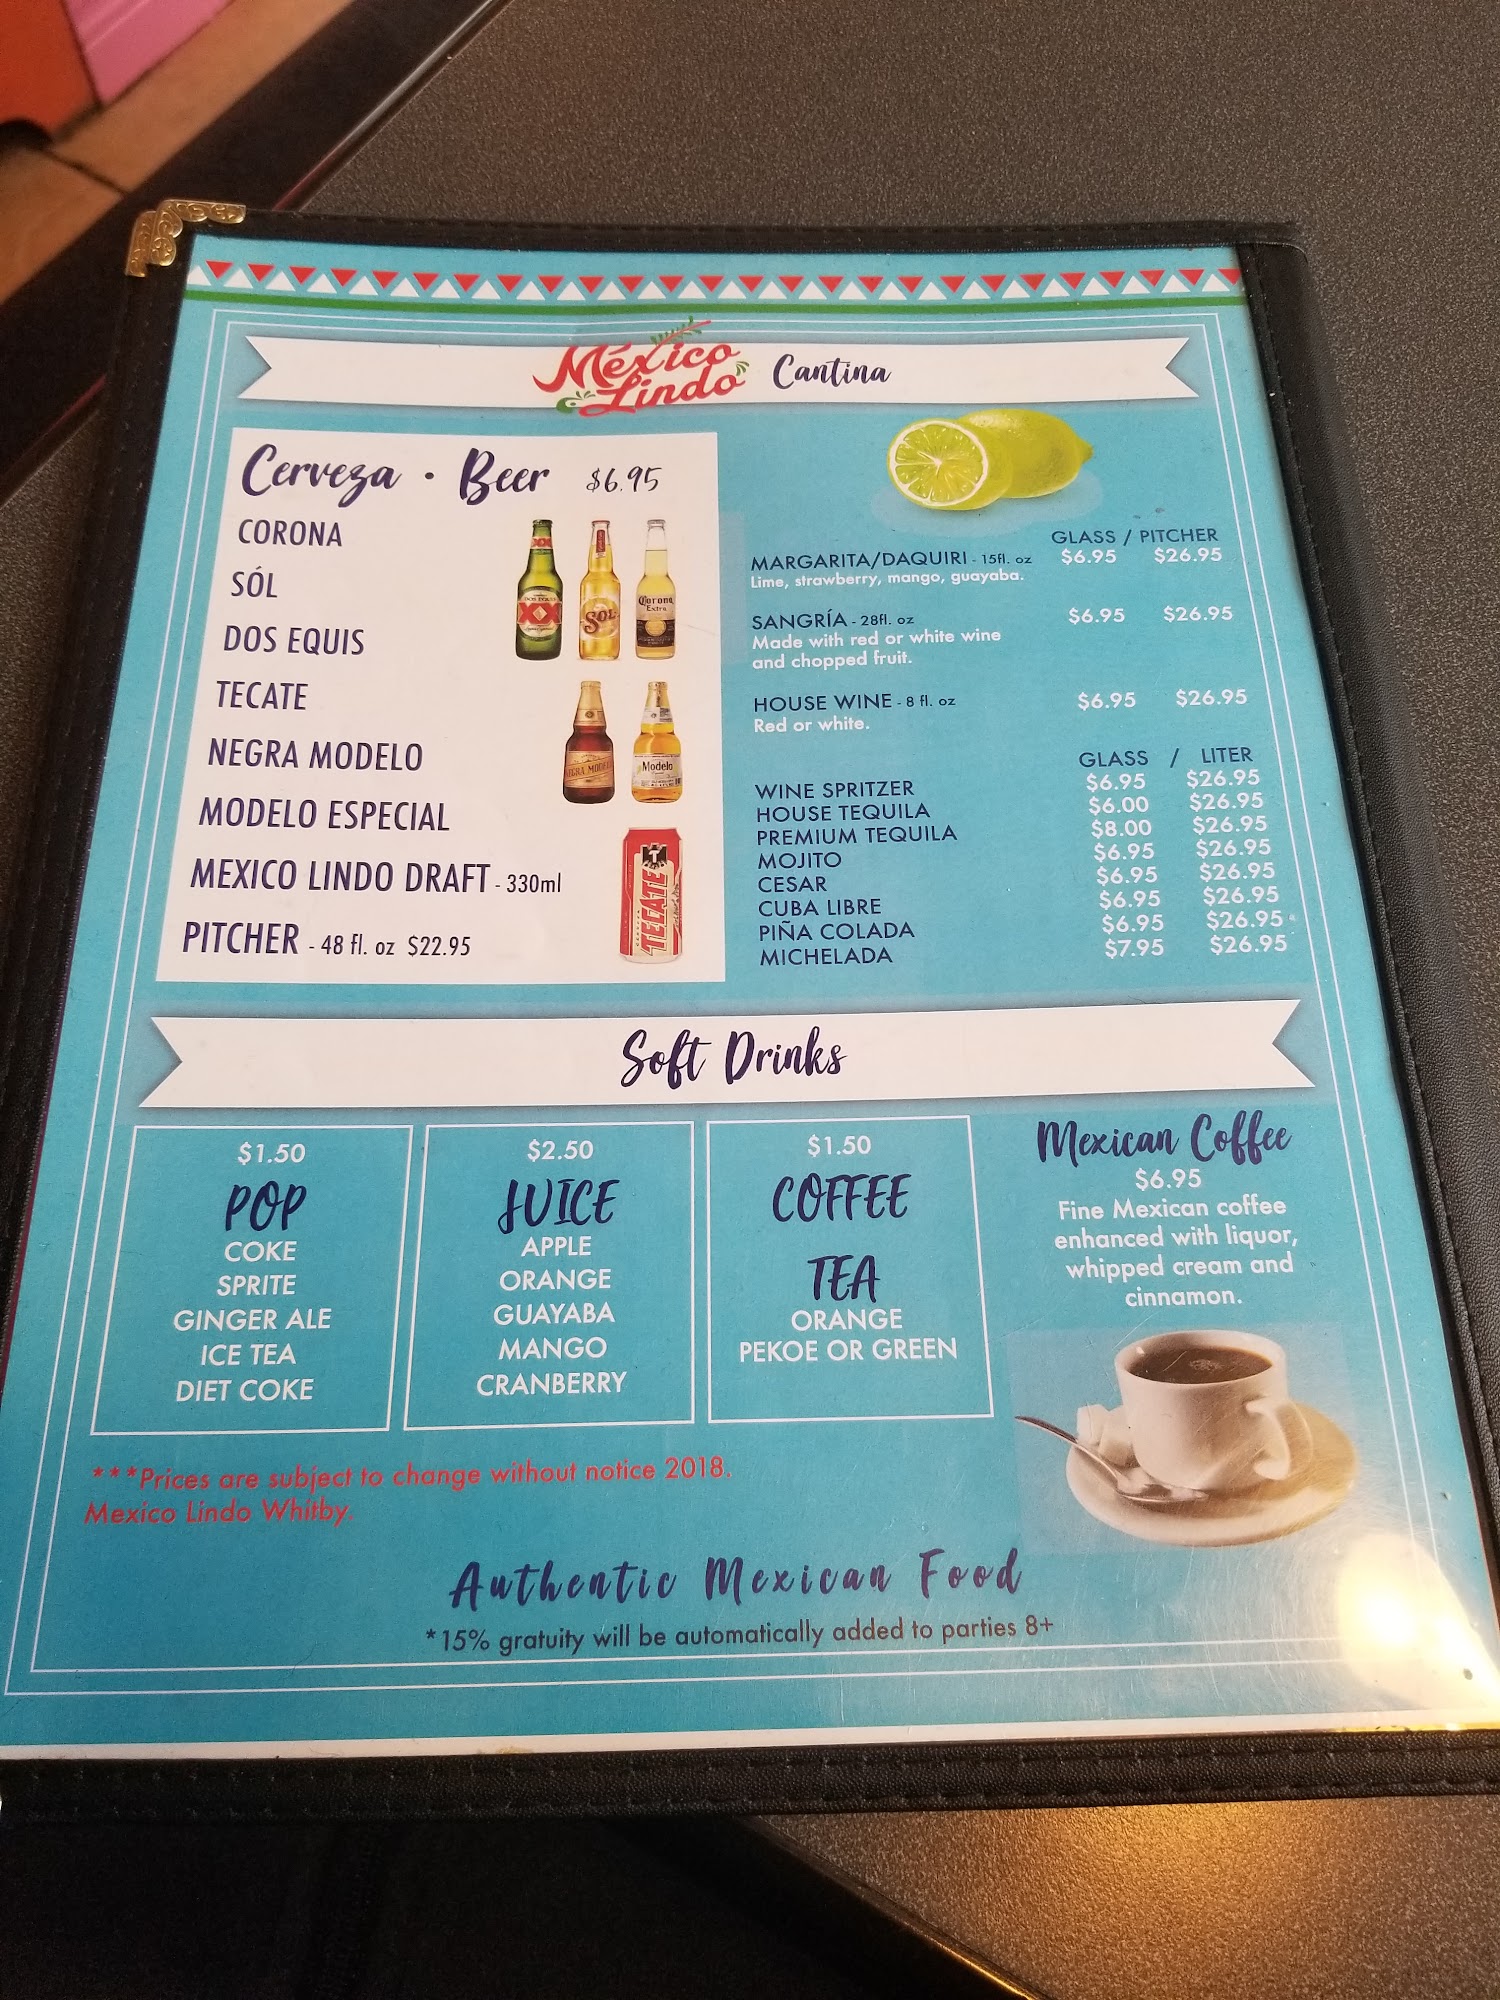 México
Lindo
Cantina
Cerveza • Beer $6.95
CORONA
SÓL
DOS EQUIS
TECATE
NEGRA MODELO
MODELO ESPECIAL
MEXICO LINDO DRAFT - 330ml
PITCHER - 48 fl. oz $22.95
XX
SOL
Corona
Extra
NEGRA MODELO
Modelo
TECATE
GLASS / PITCHER
MARGARITA/DAQUIRI - 15fl. oz $6.95 $26.95
Lime, strawberry, mango, guayaba.
SANGRÍA - 28fl. oz $6.95 $26.95
Made with red or white wine
and chopped fruit.
HOUSE WINE - 8 fl. oz $6.95 $26.95
Red or white.
GLASS / LITER
WINE SPRITZER $6.95 $26.95
HOUSE TEQUILA $6.00 $26.95
PREMIUM TEQUILA $8.00 $26.95
MOJITO $6.95 $26.95
CESAR $6.95 $26.95
CUBA LIBRE $6.95 $26.95
PIÑA COLADA $6.95 $26.95
MICHELADA $7.95 $26.95
Soft Drinks
$1.50
POP
COKE
SPRITE
GINGER ALE
ICE TEA
DIET COKE
$2.50
JUICE
APPLE
ORANGE
GUAYABA
MANGO
CRANBERRY
$1.50
COFFEE
TEA
ORANGE
PEKOE OR GREEN
Mexican Coffee
$6.95
Fine Mexican coffee
enhanced with liquor,
whipped cream and
cinnamon.
***Prices are subject to change without notice 2018.
Mexico Lindo Whitby.
Authentic Mexican Food
*15% gratuity will be automatically added to parties 8+